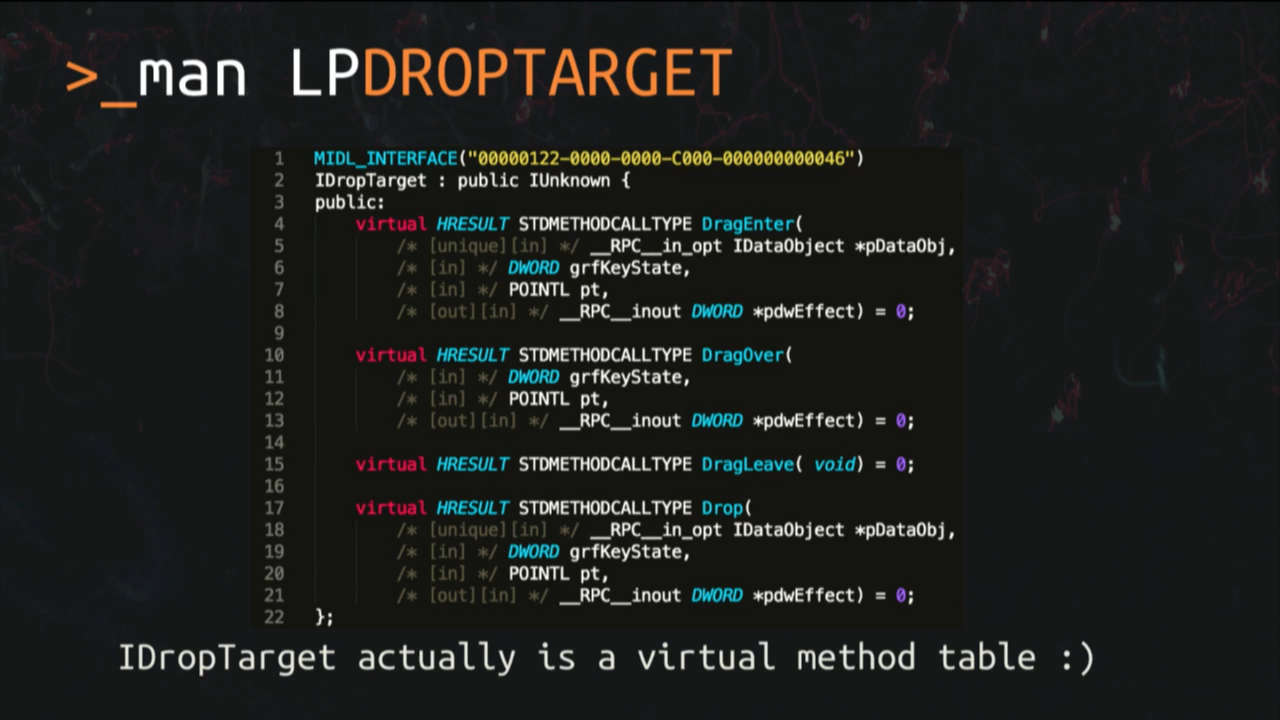 >_man LPDROPTARGET
1 MIDL_INTERFACE("00000122-0000-0000-C000-000000000046")
2 IDropTarget : public IUnknown {
3 public:
4 virtual HRESULT STDMETHODCALLTYPE DragEnter(
5 /* [unique][in] */ __RPC__in_opt IDataObject *pDataObj,
6 /* [in] */ DWORD grfKeyState,
7 /* [in] */ POINTL pt,
8 /* [out][in] */ __RPC__inout DWORD *pdwEffect) = 0;
9
10 virtual HRESULT STDMETHODCALLTYPE DragOver(
11 /* [in] */ DWORD grfKeyState,
12 /* [in] */ POINTL pt,
13 /* [out][in] */ __RPC__inout DWORD *pdwEffect) = 0;
14
15 virtual HRESULT STDMETHODCALLTYPE DragLeave( void) = 0;
16
17 virtual HRESULT STDMETHODCALLTYPE Drop(
18 /* [unique][in] */ __RPC__in_opt IDataObject *pDataObj,
19 /* [in] */ DWORD grfKeyState,
20 /* [in] */ POINTL pt,
21 /* [out][in] */ __RPC__inout DWORD *pdwEffect) = 0;
22 };
IDropTarget actually is a virtual method table :)